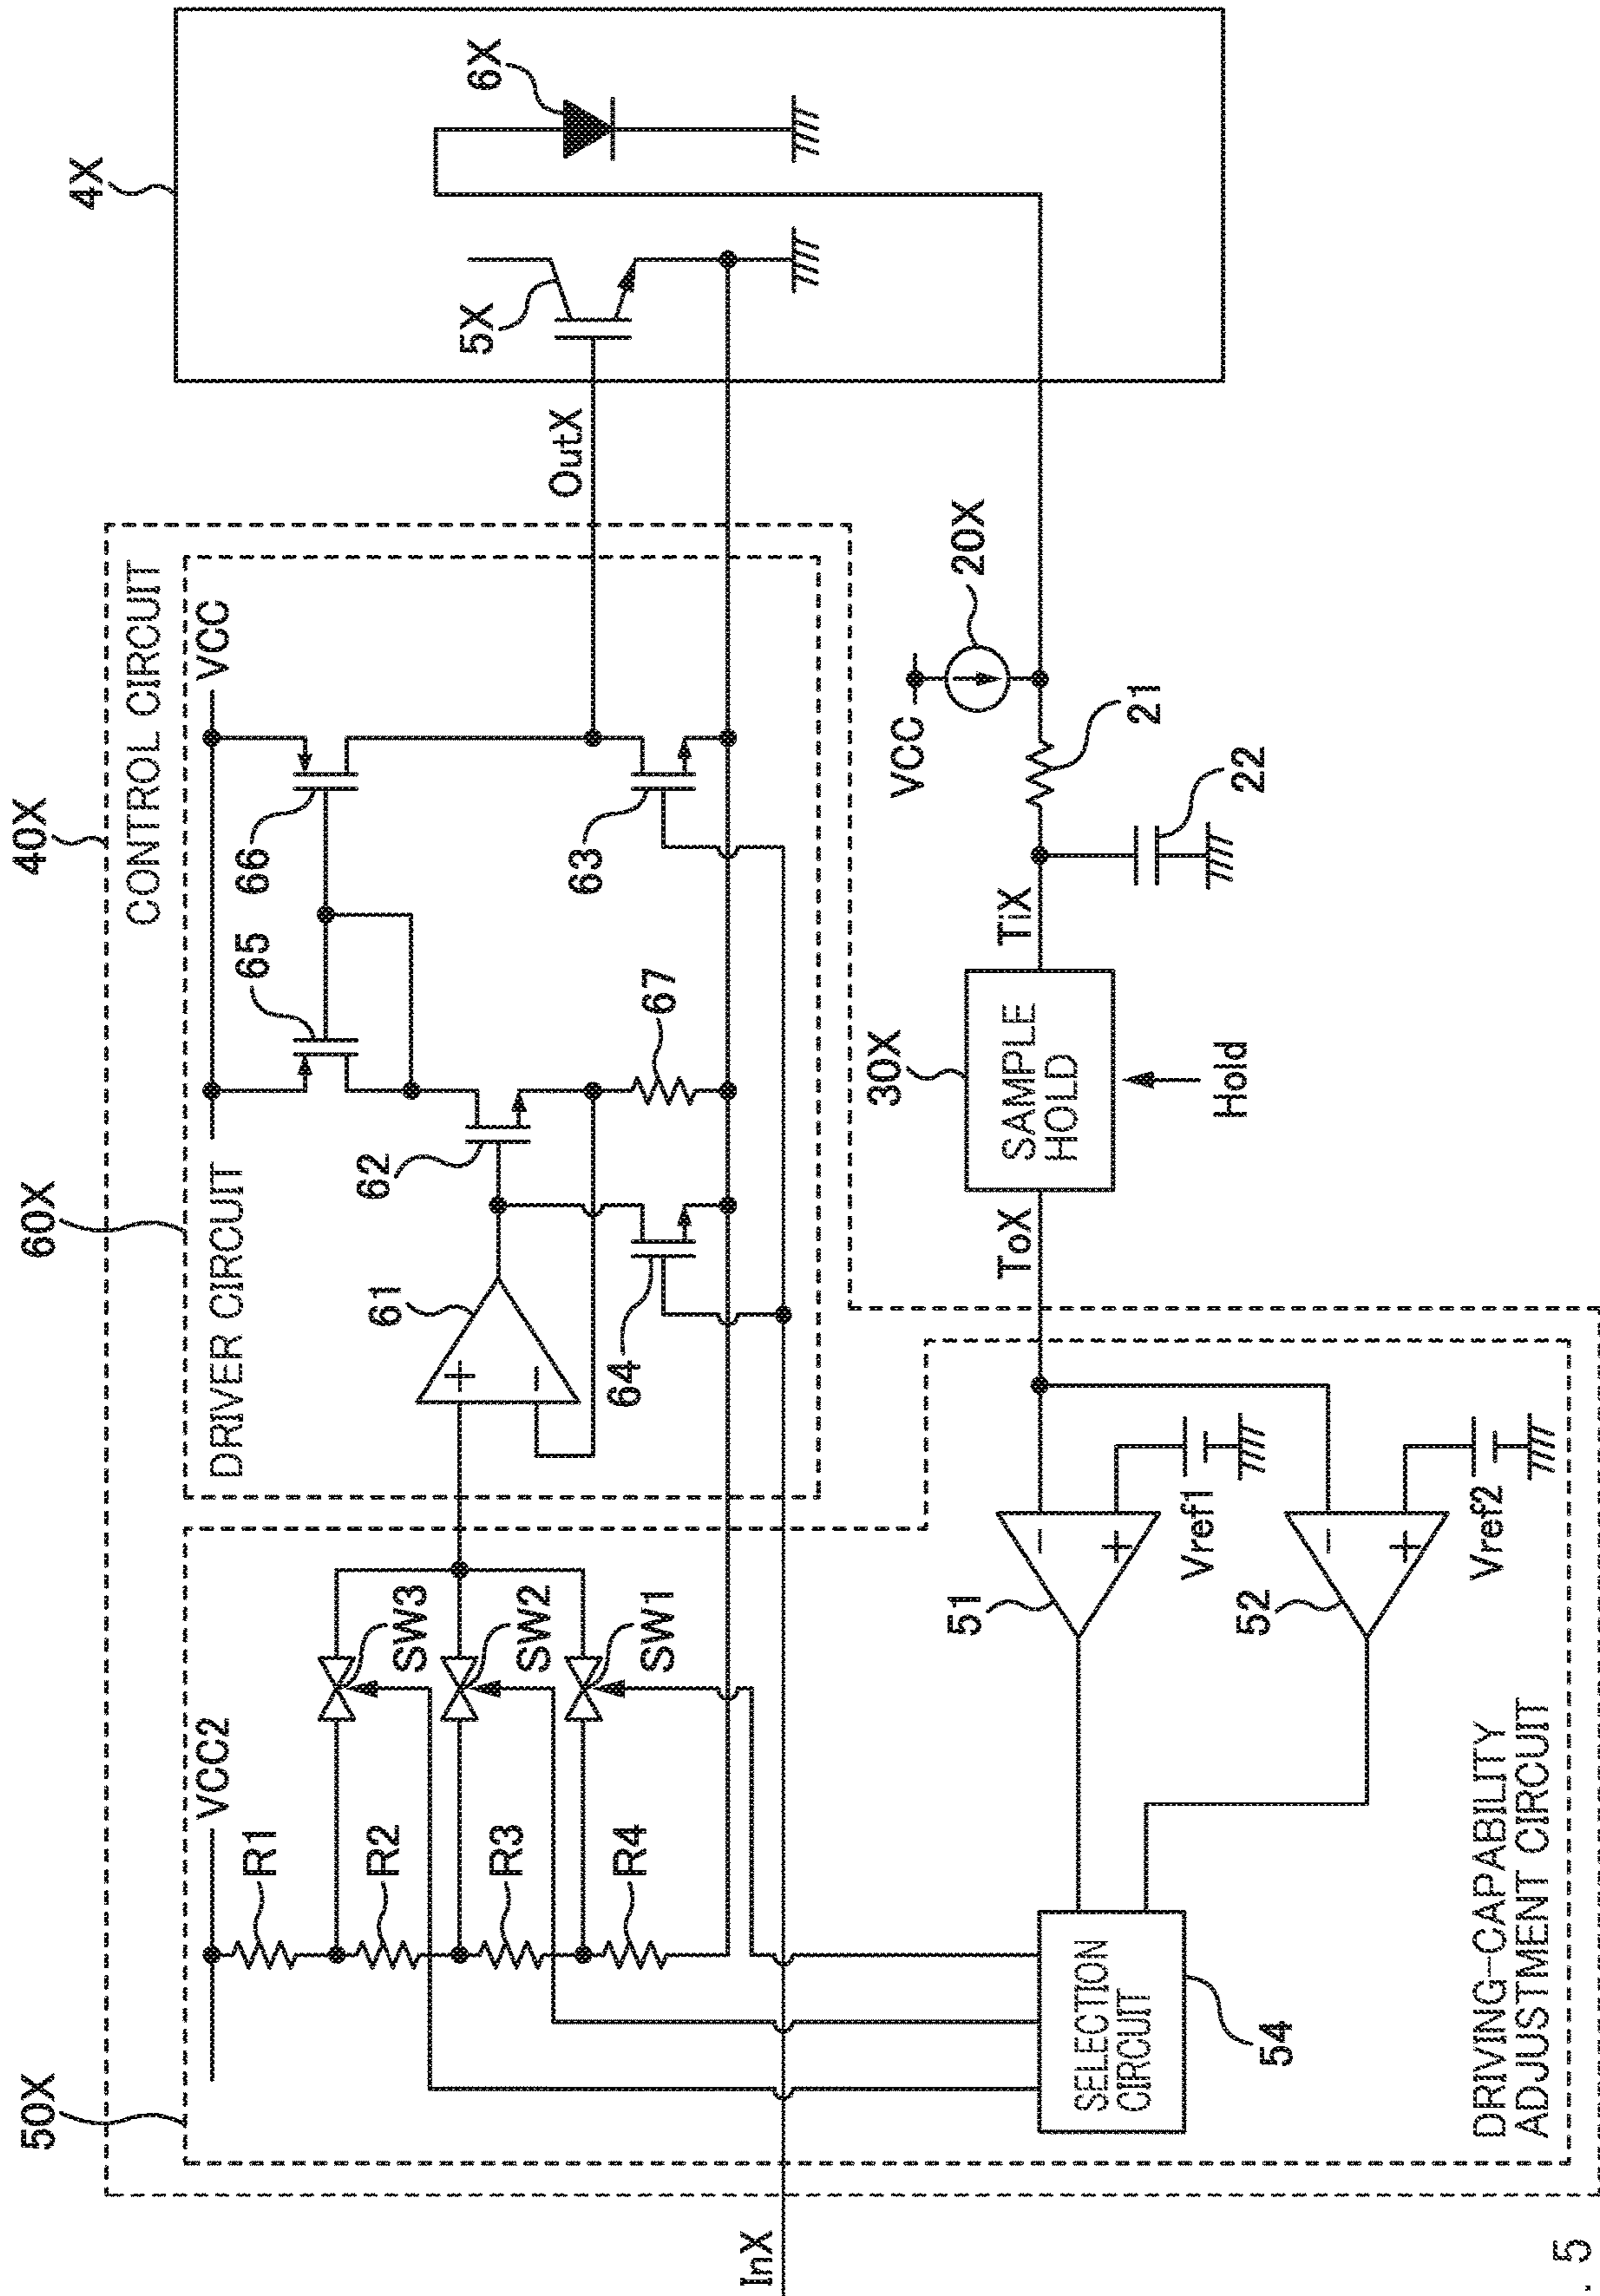 50X
60X
40X
CONTROL CIRCUIT
4X
VCC2
DRIVER CIRCUIT
VCC
R1
R2
R3
R4
SW3
SW2
SW1
61
62
64
65
66
63
67
OutX
5X
6X
InX
SELECTION
CIRCUIT
54
51
52
Vref1
Vref2
DRIVING-CAPABILITY
ADJUSTMENT CIRCUIT
ToX
30X
SAMPLE
HOLD
Hold
TiX
VCC
20X
21
22
. 5